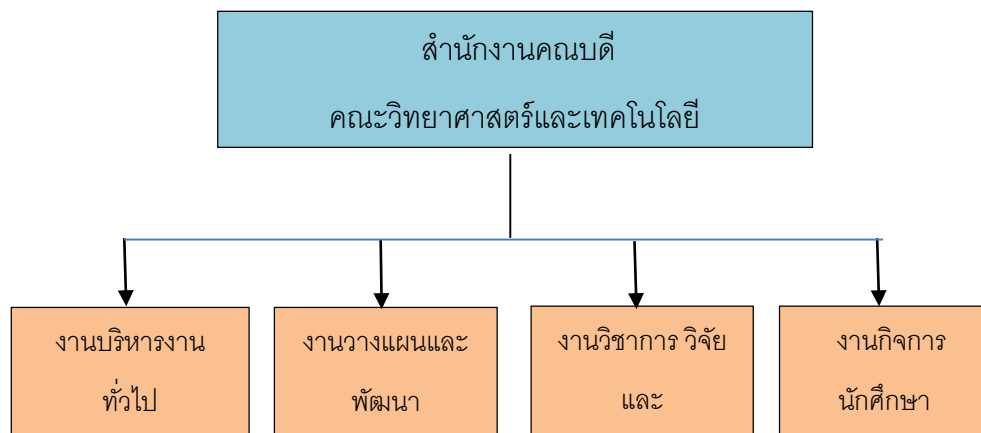 สำนักงานคณบดี
คณะวิทยาศาสตร์และเทคโนโลยี
งานบริหารงาน
ทั่วไป
งานวางแผนและ
พัฒนา
งานวิชาการ วิจัย
และ
งานกิจการ
นักศึกษา